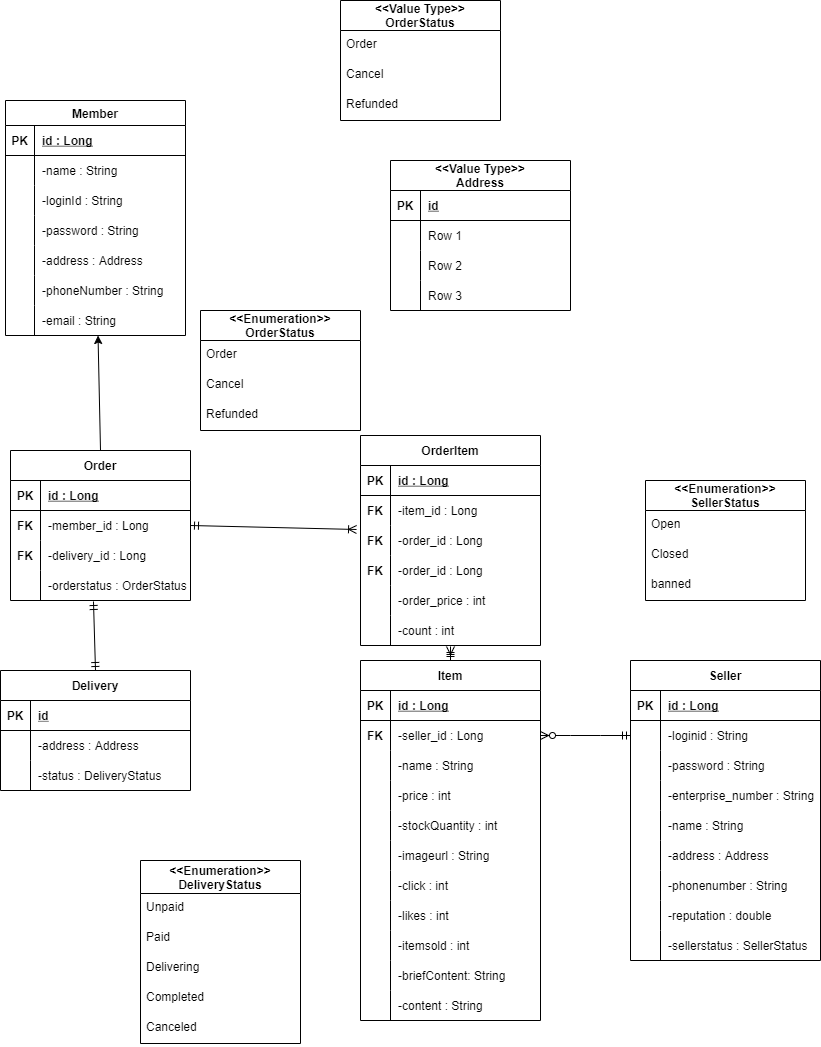 <<Value Type>>
OrderStatus
Order
Cancel
Refunded
Member
PK id : Long
-name : String
-loginId : String
-password : String
-address : Address
-phoneNumber : String
-email : String
<<Value Type>>
Address
PK id
Row 1
Row 2
Row 3
<<Enumeration>>
OrderStatus
Order
Cancel
Refunded
Order
PK id : Long
FK -member_id : Long
FK -delivery_id : Long
-orderstatus : OrderStatus
OrderItem
PK id : Long
FK -item_id : Long
FK -order_id : Long
FK -order_id : Long
-order_price : int
-count : int
<<Enumeration>>
SellerStatus
Open
Closed
banned
Delivery
PK id
-address : Address
-status : DeliveryStatus
Item
PK id : Long
FK -seller_id : Long
-name : String
-price : int
-stockQuantity : int
-imageurl : String
-click : int
-likes : int
-itemsold : int
-briefContent: String
-content : String
Seller
PK id : Long
-loginid : String
-password : String
-enterprise_number : String
-name : String
-address : Address
-phonenumber : String
-reputation : double
-sellerstatus : SellerStatus
<<Enumeration>>
DeliveryStatus
Unpaid
Paid
Delivering
Completed
Canceled